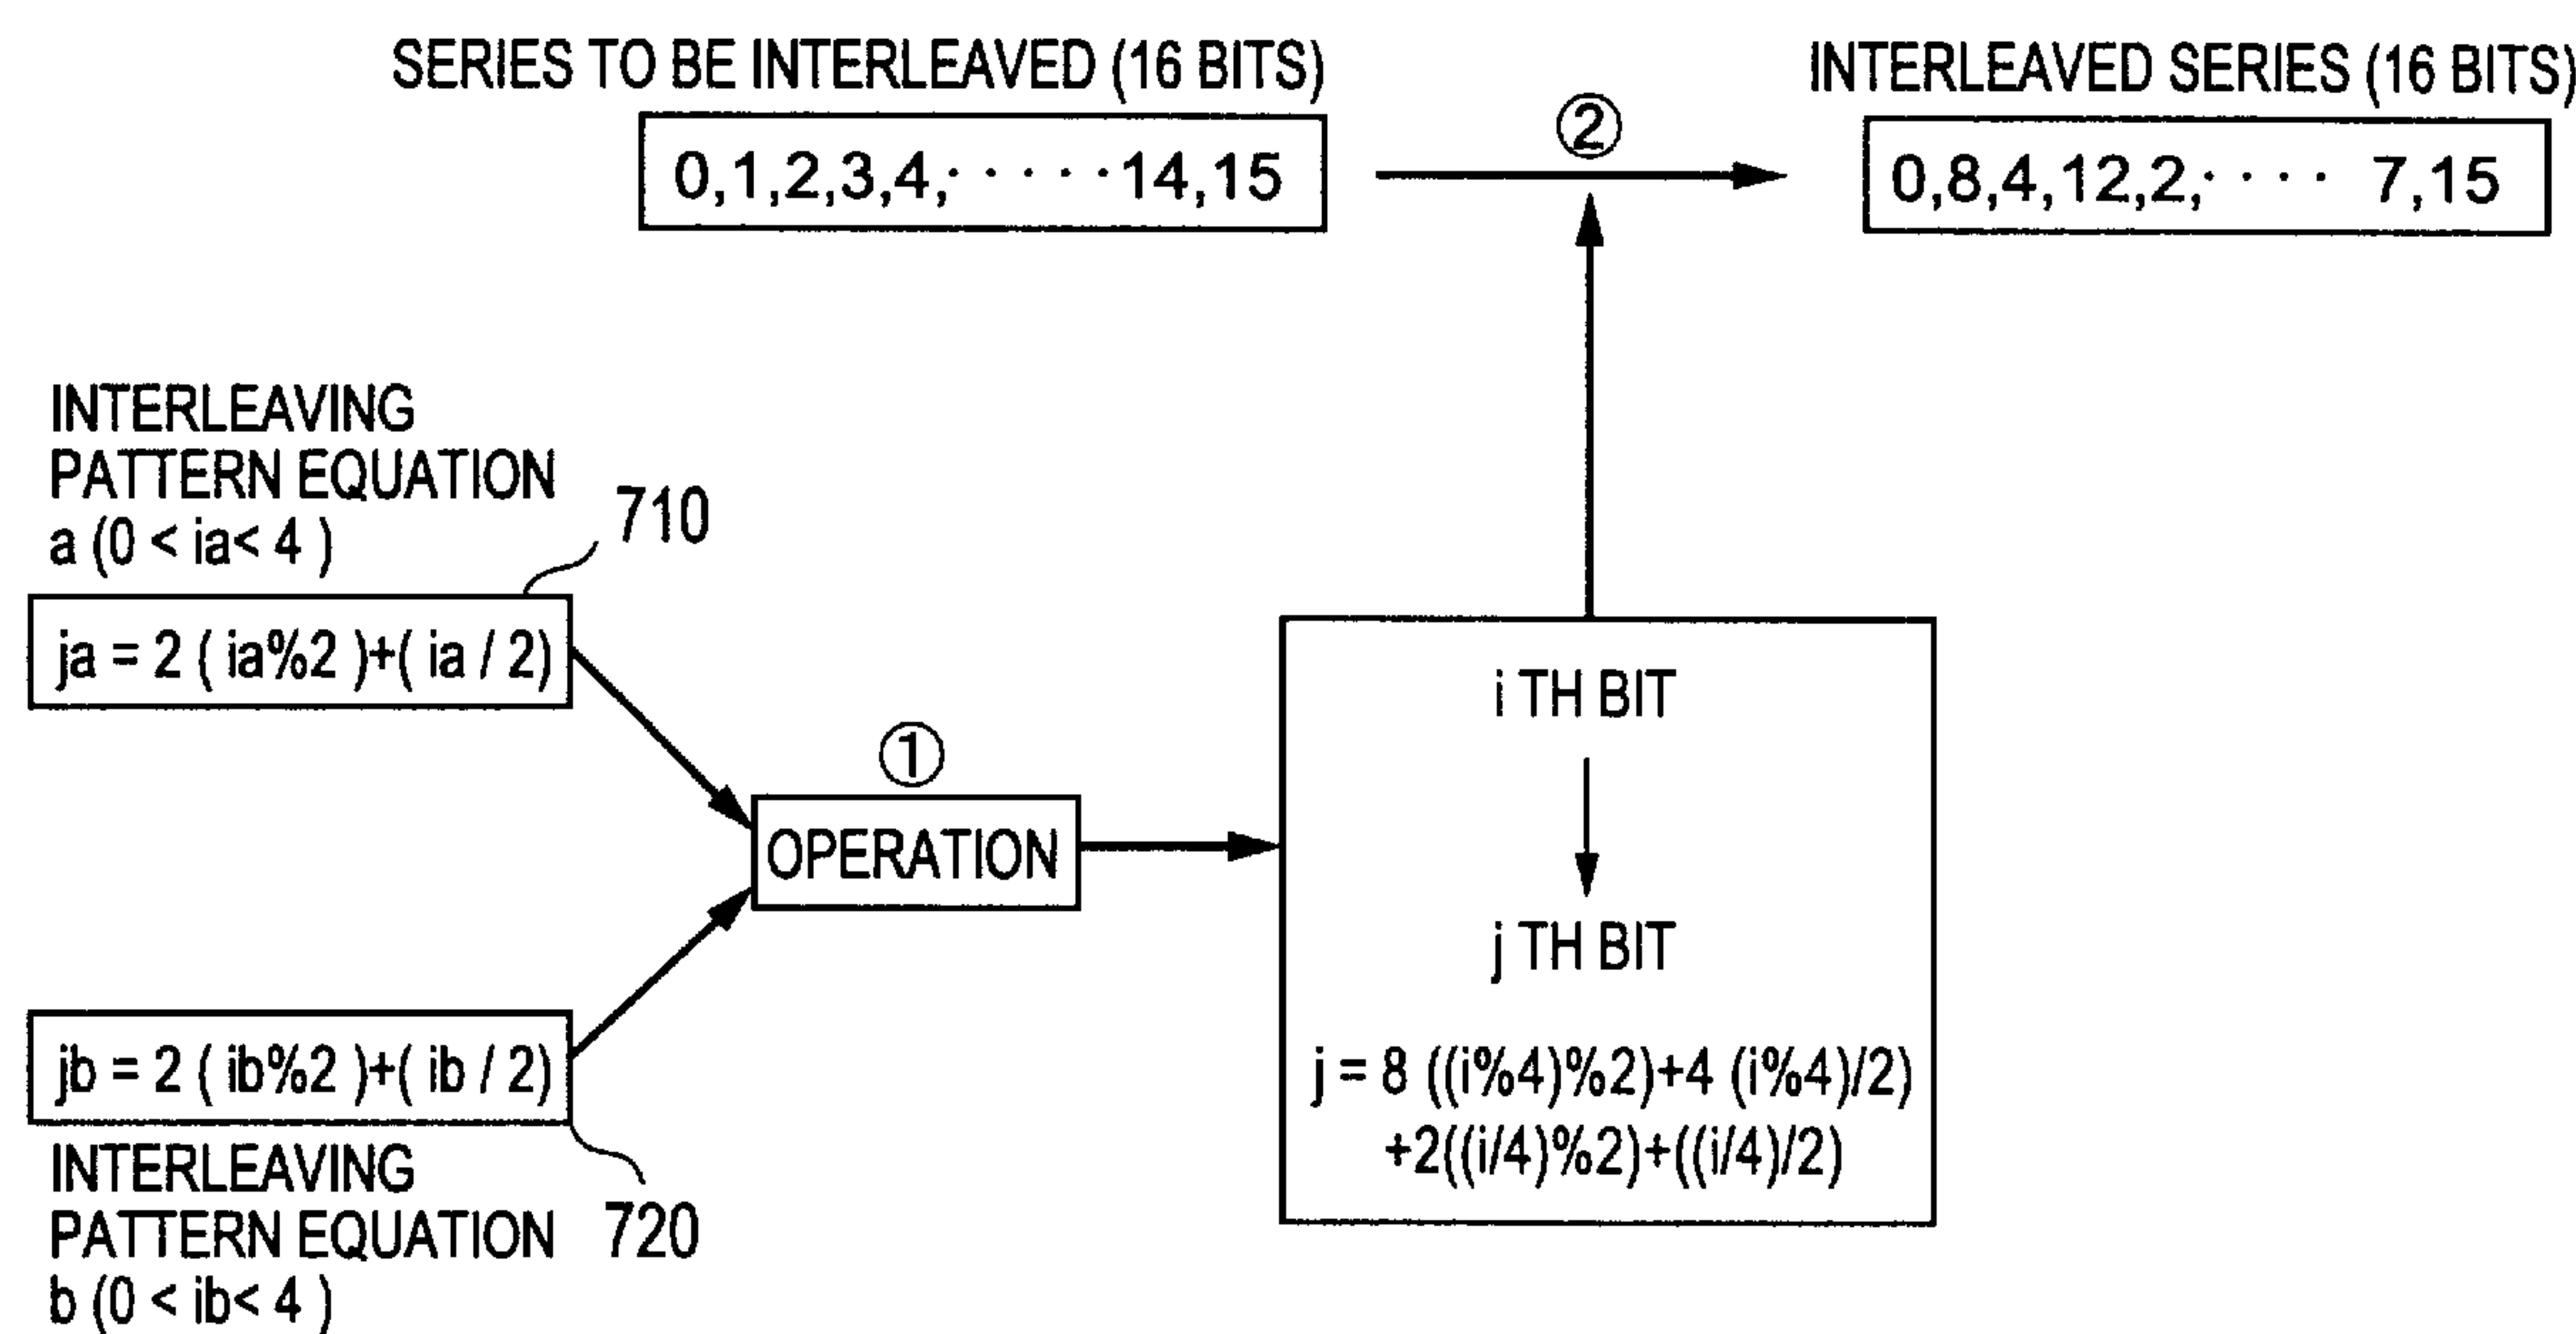 SERIES TO BE INTERLEAVED (16 BITS)
0,1,2,3,4,· · · · ·14,15
②
INTERLEAVED SERIES (16 BITS)
0,8,4,12,2,· · · · 7,15
INTERLEAVING
PATTERN EQUATION
a (0 < ia< 4 )
710
ja = 2 ( ia%2 )+( ia / 2)
①
OPERATION
i TH BIT
j TH BIT
j = 8 ((i%4)%2)+4 (i%4)/2)
+2((i/4)%2)+((i/4)/2)
jb = 2 ( ib%2 )+( ib / 2)
INTERLEAVING
PATTERN EQUATION
b (0 < ib< 4 )
720